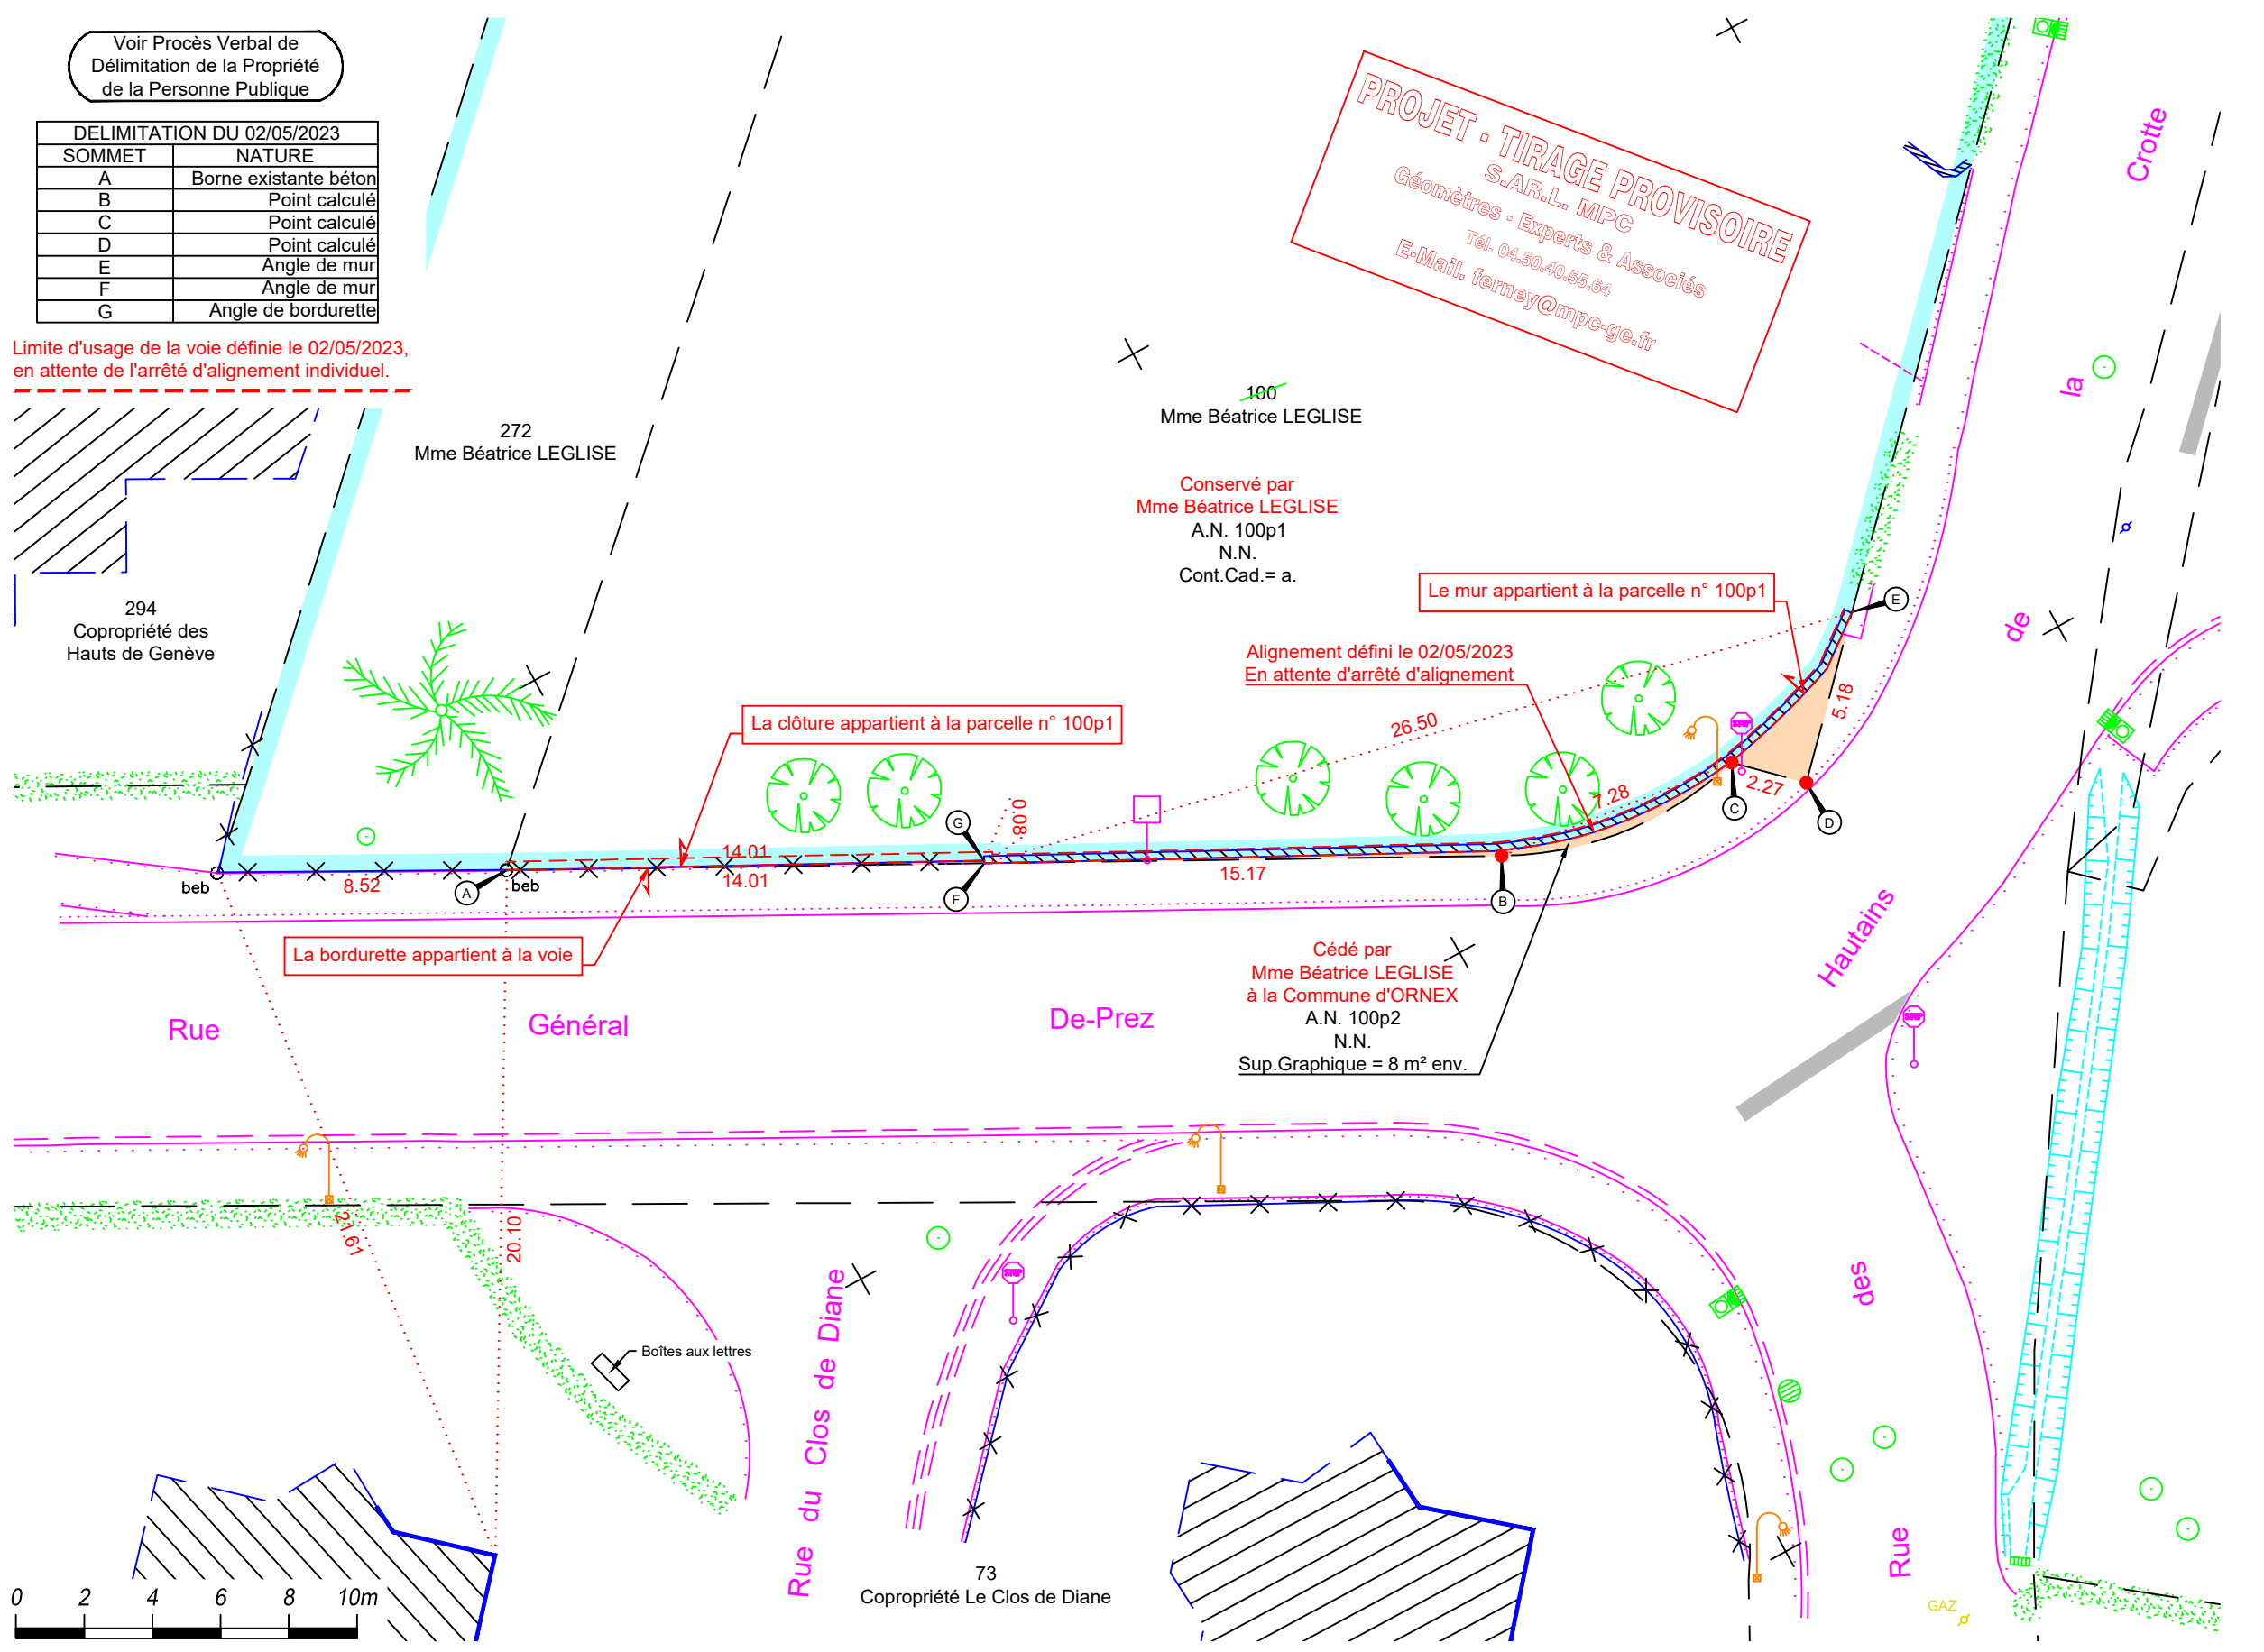 Voir Procès Verbal de
Délimitation de la Propriété
de la Personne Publique
DELIMITATION DU 02/05/2023
SOMMET NATURE
A Borne existante béton
B Point calculé
C Point calculé
D Point calculé
E Angle de mur
F Angle de mur
G Angle de bordurette
Limite d'usage de la voie définie le 02/05/2023,
en attente de l'arrêté d'alignement individuel.
PROJET - TIRAGE PROVISOIRE
S.AR.L. MPC
Géomètres - Experts & Associés
Tél. 04.50.40.55.64
E-Mail. ferney@mpc-ge.fr
272
Mme Béatrice LEGLISE
100
Mme Béatrice LEGLISE
Conservé par
Mme Béatrice LEGLISE
A.N. 100p1
N.N.
Cont.Cad.= a.
294
Copropriété des
Hauts de Genève
Le mur appartient à la parcelle n° 100p1
E
Alignement défini le 02/05/2023
En attente d'arrêté d'alignement
La clôture appartient à la parcelle n° 100p1
26.50
5.18
STOP
7.28
2.27
C
D
G
0.08
14.01
14.01
15.17
8.52
beb
A
beb
F
B
La bordurette appartient à la voie
Cédé par
Mme Béatrice LEGLISE
à la Commune d'ORNEX
A.N. 100p2
N.N.
Sup.Graphique = 8 m² env.
Rue Général De-Prez
Rue des Hautains de la Crotte
STOP
21.61
20.10
STOP
Boîtes aux lettres
Rue du Clos de Diane
73
Copropriété Le Clos de Diane
GAZ
0 2 4 6 8 10m